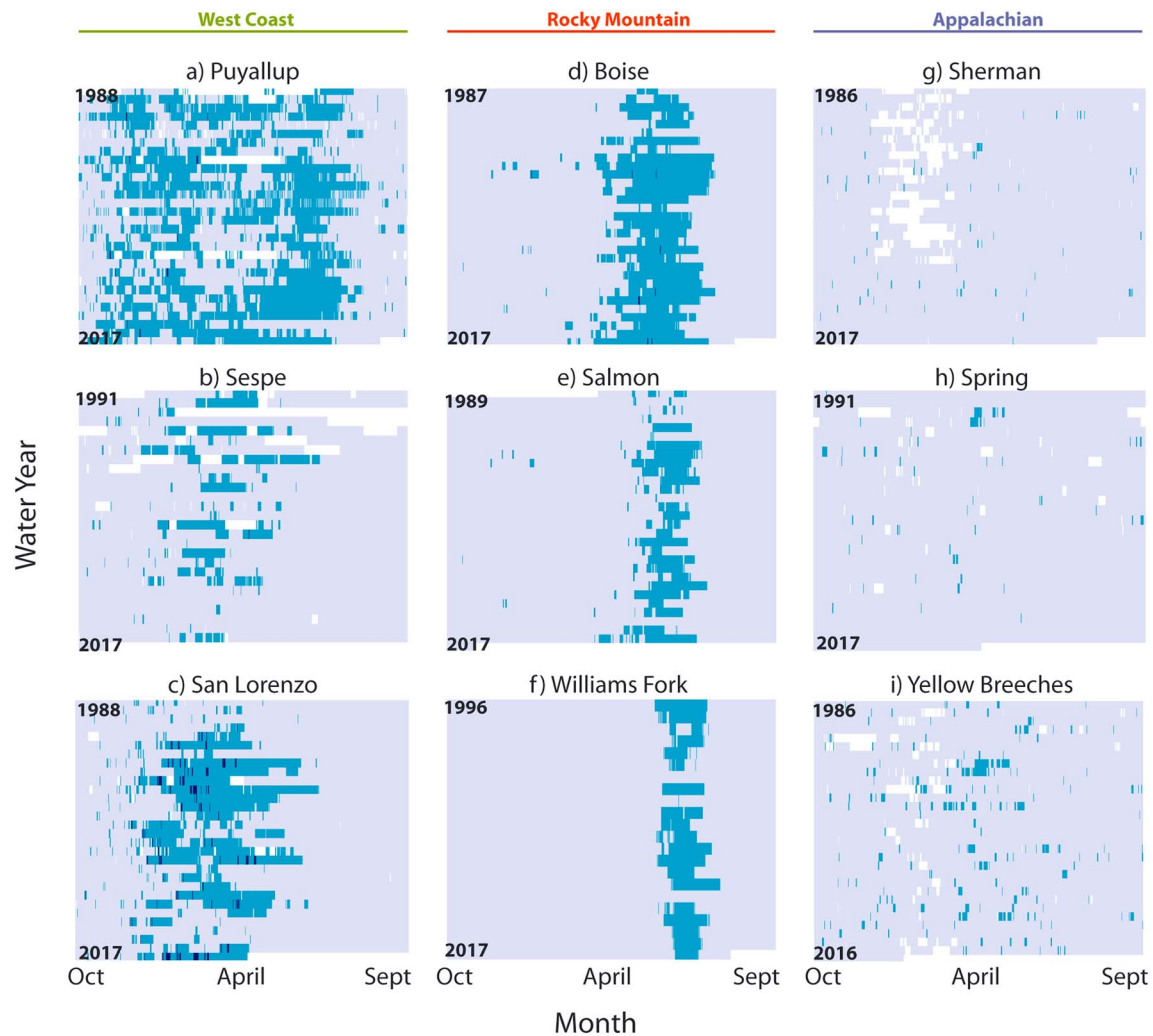 West Coast
Rocky Mountain
Appalachian
a) Puyallup
d) Boise
g) Sherman
1988
1987
1986
2017
2017
2017
b) Sespe
e) Salmon
h) Spring
1991
1989
1991
Water Year
2017
2017
2017
c) San Lorenzo
f) Williams Fork
i) Yellow Breeches
1988
1996
1986
2017
2017
2016
Oct April Sept
Oct April Sept
Oct April Sept
Month